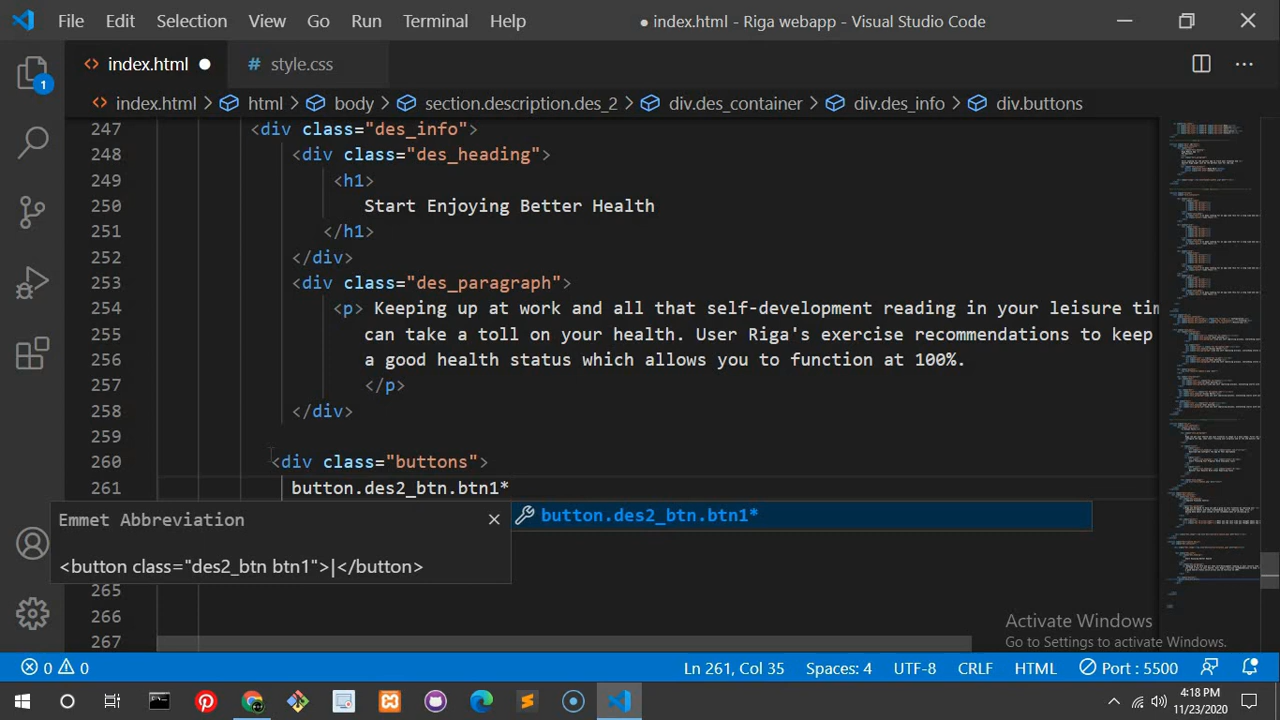 File Edit Selection View Go Run Terminal Help ● index.html - Riga webapp - Visual Studio Code
index.html ● # style.css
1
index.html > html > body > section.description.des_2 > div.des_container > div.des_info > div.buttons
247 <div class="des_info">
248 <div class="des_heading">
249 <h1>
250 Start Enjoying Better Health
251 </h1>
252 </div>
253 <div class="des_paragraph">
254 <p> Keeping up at work and all that self-development reading in your leisure tim
255 can take a toll on your health. User Riga's exercise recommendations to keep
256 a good health status which allows you to function at 100%.
257 </p>
258 </div>
259
260 <div class="buttons">
261 button.des2_btn.btn1*
Emmet Abbreviation × button.des2_btn.btn1*
<button class="des2_btn btn1">|</button>
265
266
267
Activate Windows
Go to Settings to activate Windows.
0 0 Ln 261, Col 35 Spaces: 4 UTF-8 CRLF HTML Port : 5500
4:18 PM
11/23/2020